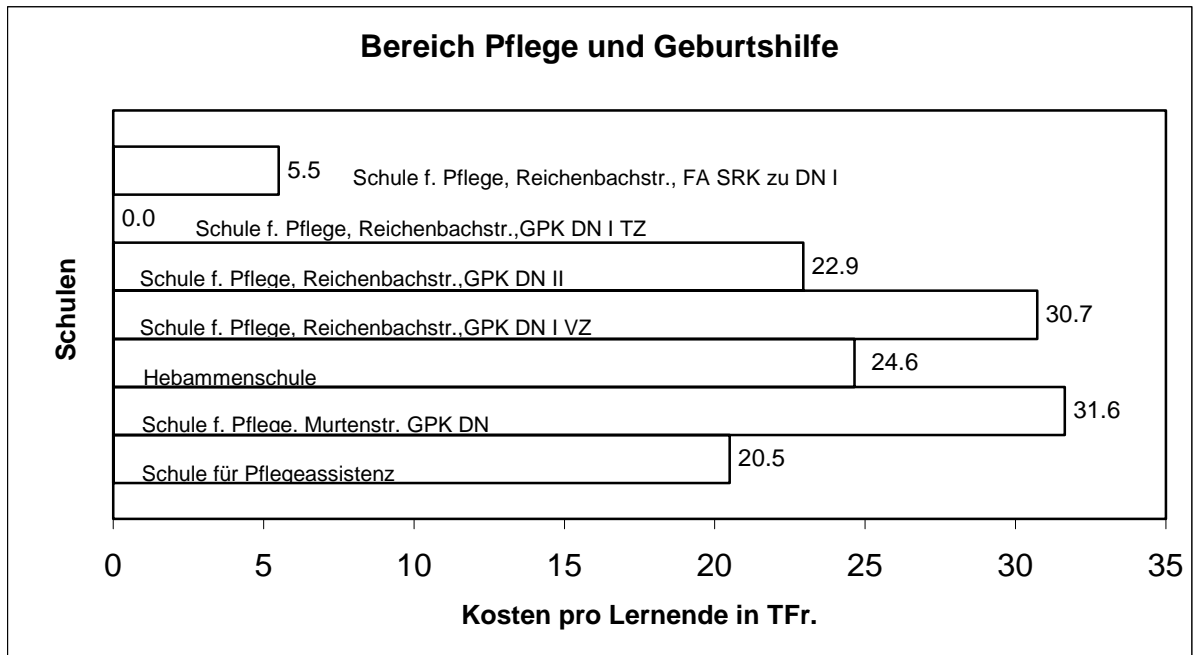 Bereich Pflege und Geburtshilfe
5.5
Schule f. Pflege, Reichenbachstr., FA SRK zu DN I
0.0
Schule f. Pflege, Reichenbachstr.,GPK DN I TZ
Schule f. Pflege, Reichenbachstr.,GPK DN II
22.9
Schule f. Pflege, Reichenbachstr.,GPK DN I VZ
30.7
Hebammenschule
24.6
Schule f. Pflege. Murtenstr. GPK DN
31.6
Schule für Pflegeassistenz
20.5
Schulen
0 5 10 15 20 25 30 35
Kosten pro Lernende in TFr.